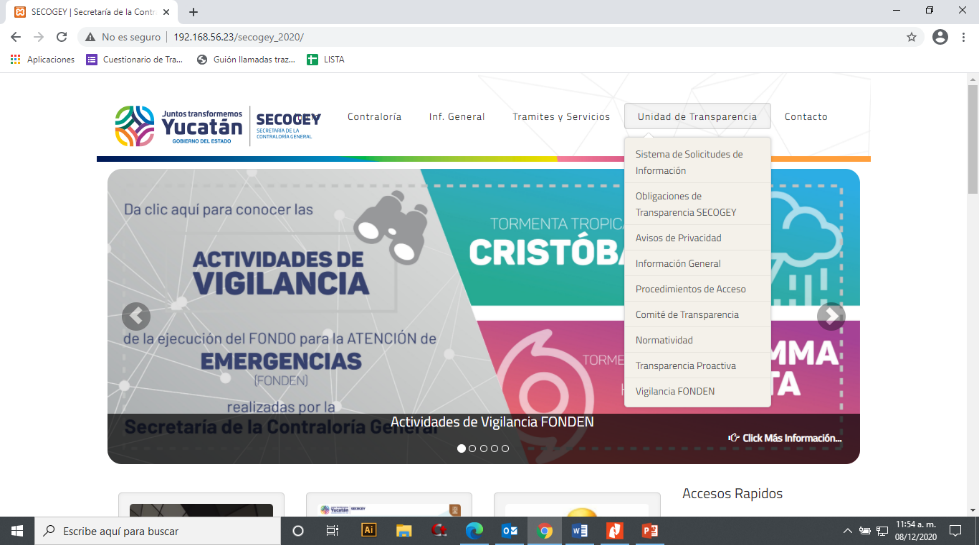 SECOGEY | Secretaría de la Contr
No es seguro | 192.168.56.23/secogey_2020/
Aplicaciones
Cuestionario de Tra...
Guión llamadas traz...
LISTA
Juntos transformemos
Yucatán
GOBIERNO DEL ESTADO
SECOGEY
SECRETARÍA DE LA
CONTRALORÍA GENERAL
Contraloría
Inf. General
Tramites y Servicios
Unidad de Transparencia
Contacto
Sistema de Solicitudes de
Información
Obligaciones de
Transparencia SECOGEY
Avisos de Privacidad
Información General
Procedimientos de Acceso
Comité de Transparencia
Normatividad
Transparencia Proactiva
Vigilancia FONDEN
Da clic aquí para conocer las
ACTIVIDADES DE
VIGILANCIA
de la ejecución del FONDO para la ATENCIÓN de
EMERGENCIAS
(FONDEN)
realizadas por la
Secretaría de la Contraloría General
TORMENTA TROPIC
CRISTÓBA
TORME
MMA
TA
Actividades de Vigilancia FONDEN
Click Más Información...
Accesos Rapidos
Yucatán
SECOGEY
Escribe aquí para buscar
Ai
11:54 a. m.
08/12/2020